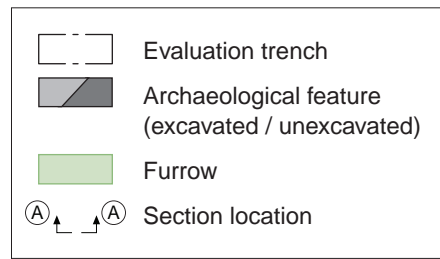 Evaluation trench
Archaeological feature
(excavated / unexcavated)
Furrow
A A Section location